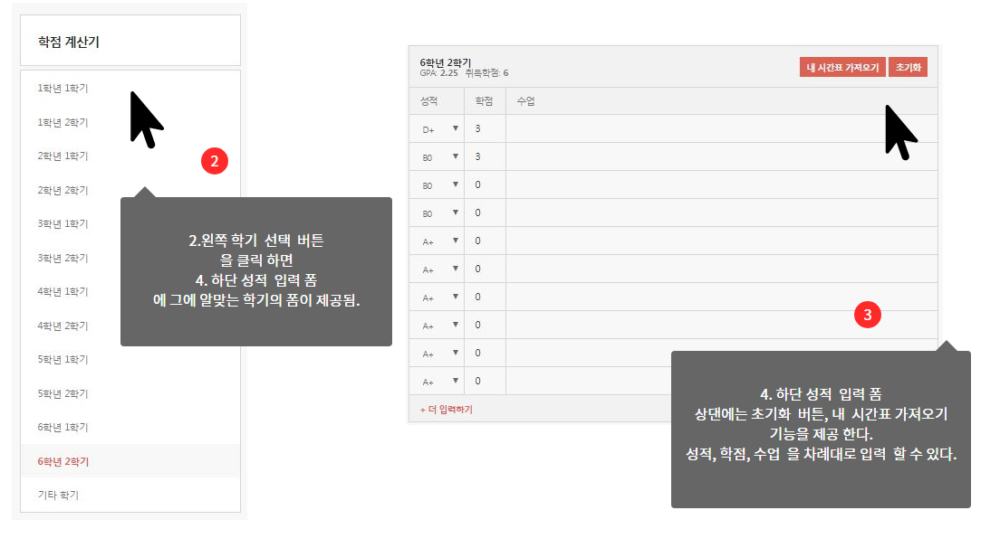 학점 계산기
1학년 1학기
1학년 2학기
2학년 1학기
2학년 2학기
3학년 1학기
3학년 2학기
4학년 1학기
4학년 2학기
5학년 1학기
5학년 2학기
6학년 1학기
6학년 2학기
기타 학기
2
2.왼쪽 학기 선택 버튼
을 클릭 하면
4. 하단 성적 입력 폼
에 그에 알맞는 학기의 폼이 제공됨.
6학년 2학기
GPA: 2.25 취득학점: 6
내 시간표 가져오기 초기화
성적 학점 수업
D+ ▼ 3
B0 ▼ 3
B0 ▼ 0
B0 ▼ 0
A+ ▼ 0
A+ ▼ 0
A+ ▼ 0
A+ ▼ 0
A+ ▼ 0
A+ ▼ 0
+ 더 입력하기
3
4. 하단 성적 입력 폼
상댄에는 초기화 버튼, 내 시간표 가져오기
기능을 제공 한다.
성적, 학점, 수업 을 차례대로 입력 할 수 있다.